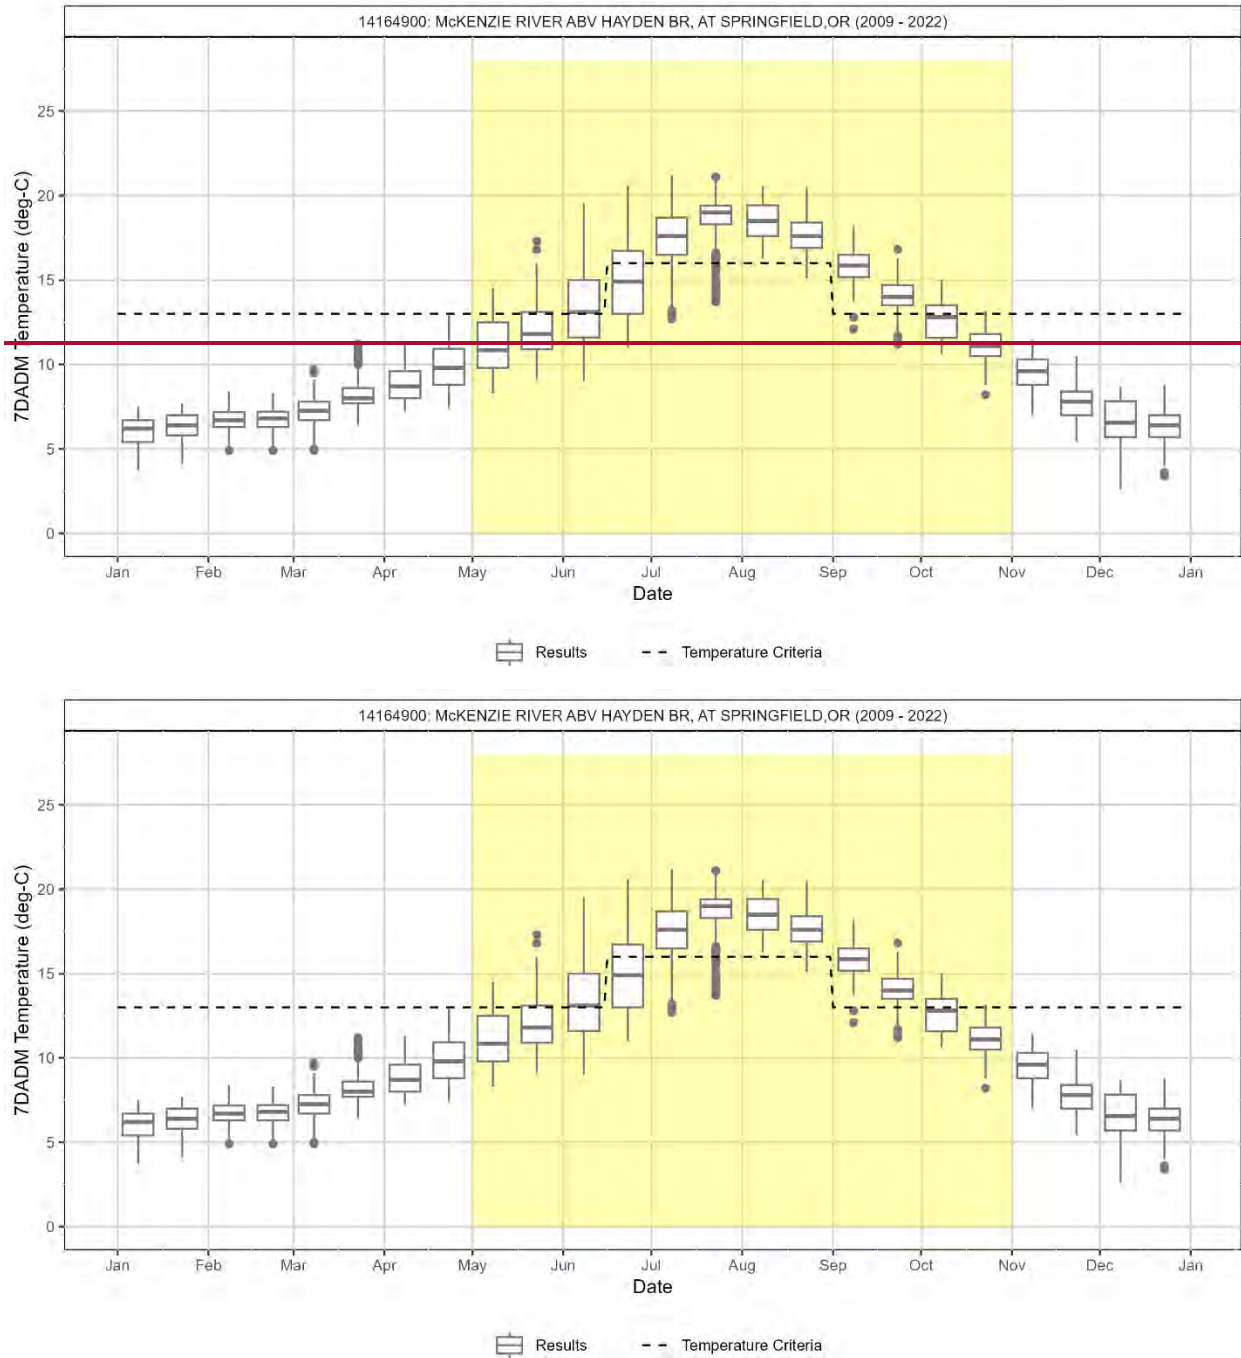 14164900: McKENZIE RIVER ABV HAYDEN BR, AT SPRINGFIELD,OR (2009 - 2022)
7DADM Temperature (deg-C)
25
20
15
10
5
0
Jan Feb Mar Apr May Jun Jul Aug Sep Oct Nov Dec Jan
Date
Results Temperature Criteria
14164900: McKENZIE RIVER ABV HAYDEN BR, AT SPRINGFIELD,OR (2009 - 2022)
7DADM Temperature (deg-C)
25
20
15
10
5
0
Jan Feb Mar Apr May Jun Jul Aug Sep Oct Nov Dec Jan
Date
Results Temperature Criteria